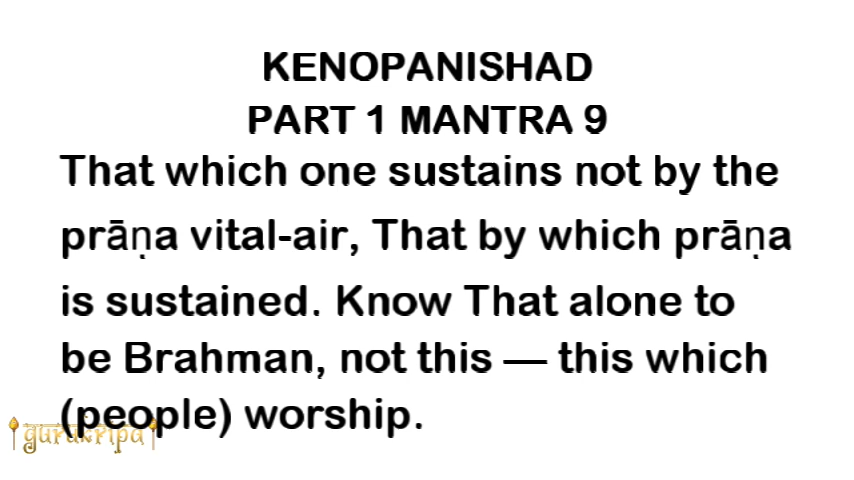 KENOPANISHAD
PART 1 MANTRA 9
That which one sustains not by the
prāṇa vital-air, That by which prāṇa
is sustained. Know That alone to
be Brahman, not this — this which
(people) worship.
gurukripa